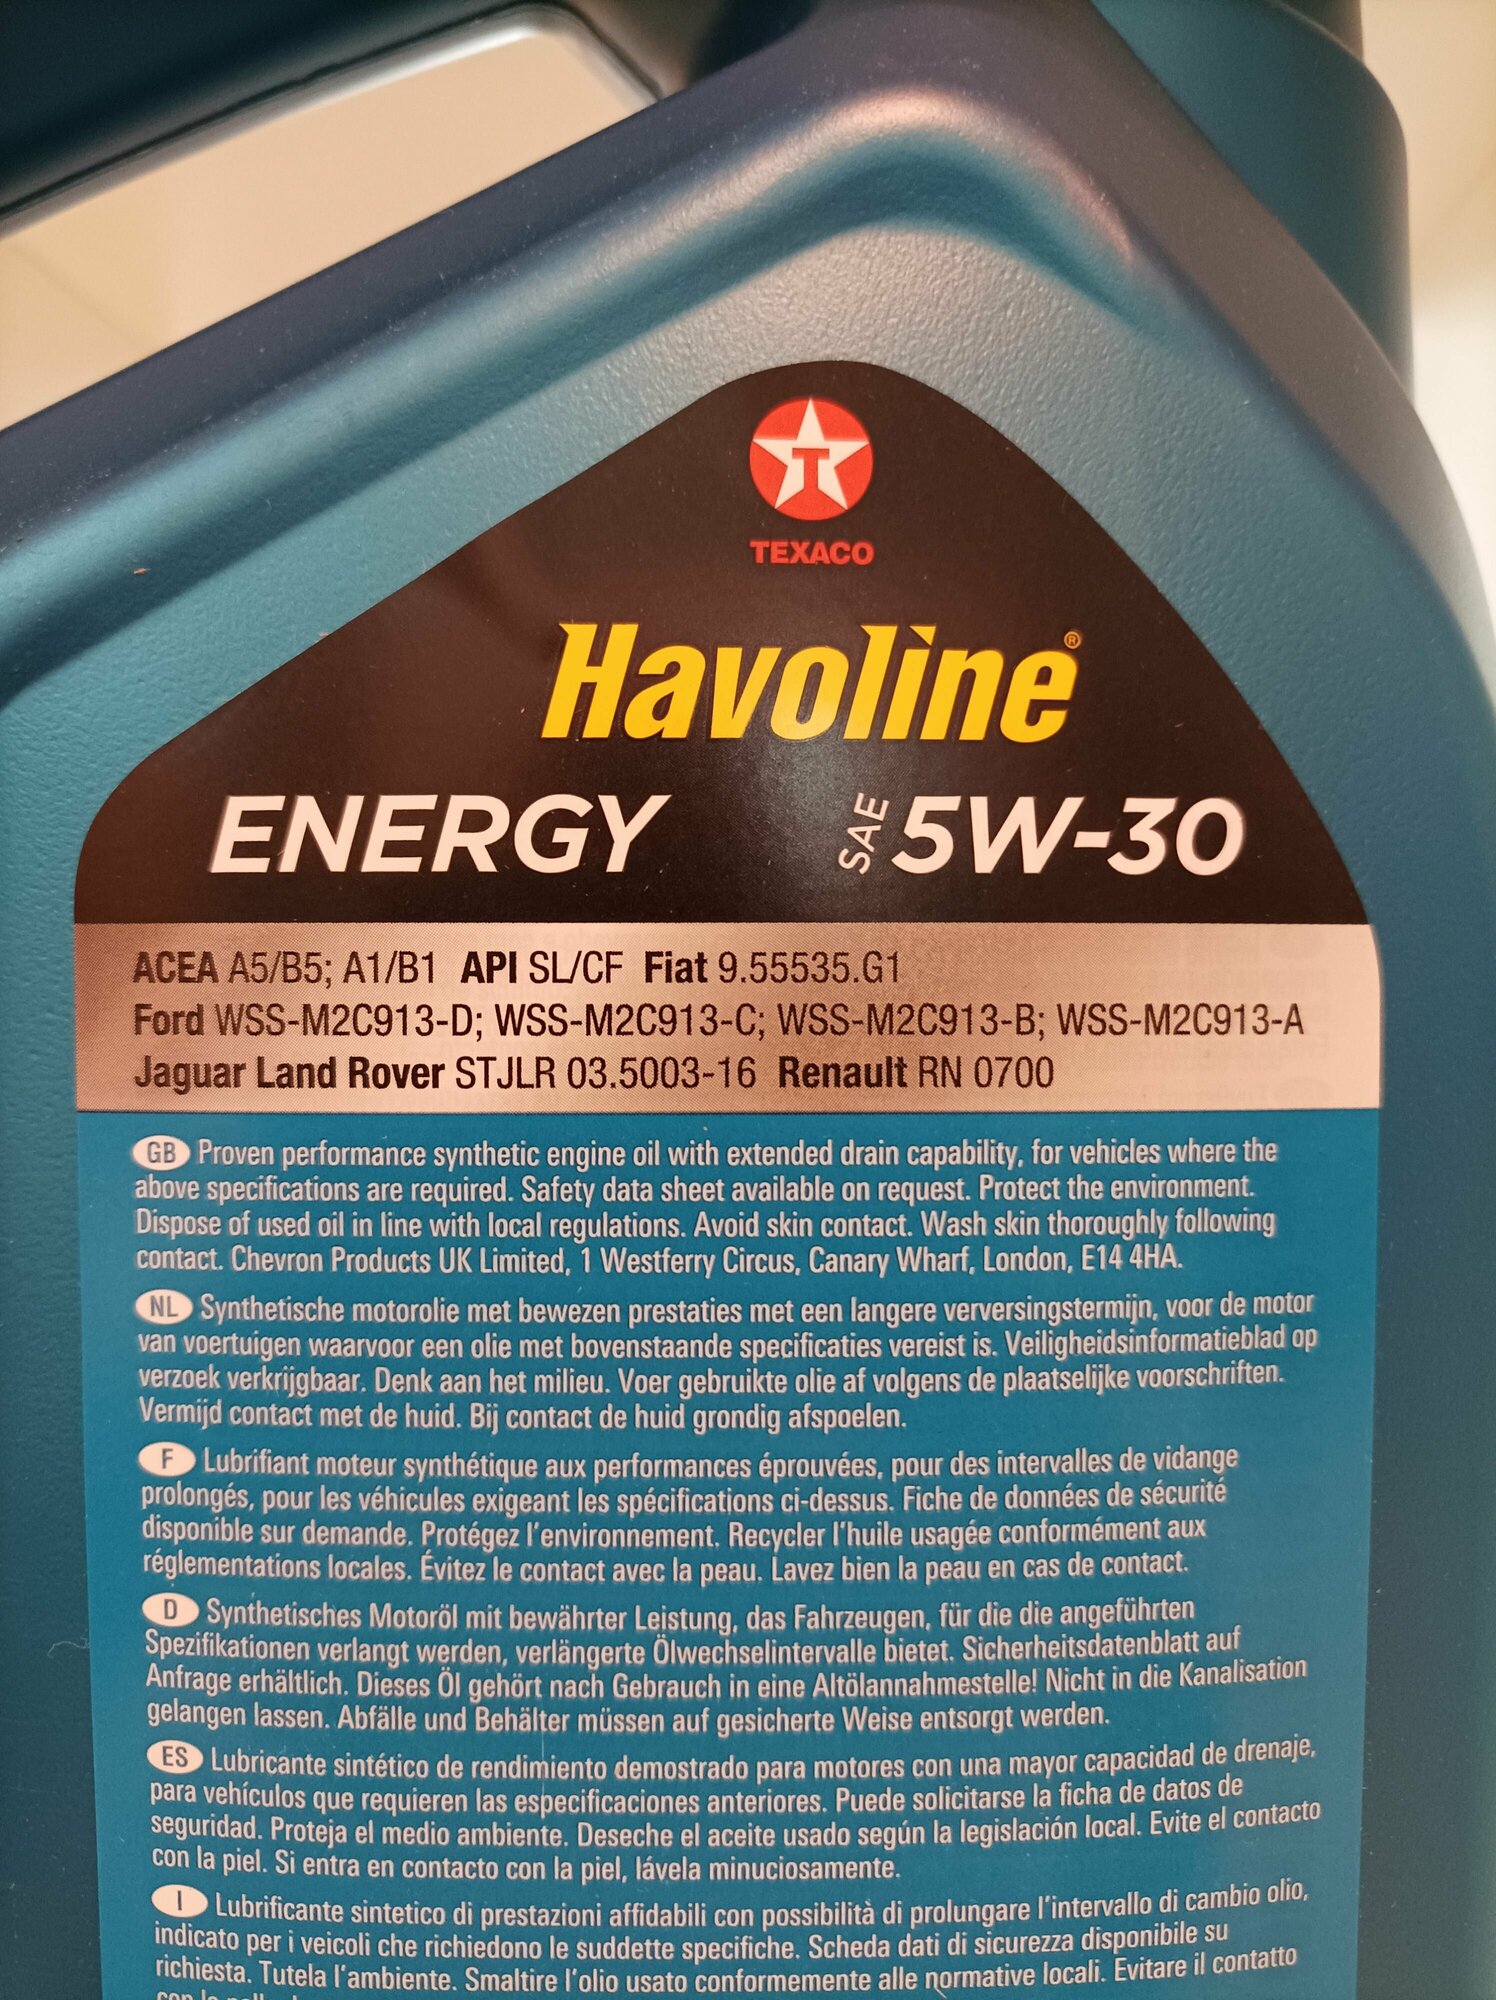 T
TEXACO
Havoline®
ENERGY SAE 5W-30
ACEA A5/B5; A1/B1 API SL/CF Fiat 9.55535.G1
Ford WSS-M2C913-D; WSS-M2C913-C; WSS-M2C913-B; WSS-M2C913-A
Jaguar Land Rover STJLR 03.5003-16 Renault RN 0700
GB Proven performance synthetic engine oil with extended drain capability, for vehicles where the
above specifications are required. Safety data sheet available on request. Protect the environment.
Dispose of used oil in line with local regulations. Avoid skin contact. Wash skin thoroughly following
contact. Chevron Products UK Limited, 1 Westferry Circus, Canary Wharf, London, E14 4HA.
NL Synthetische motorolie met bewezen prestaties met een langere verversingstermijn, voor de motor
van voertuigen waarvoor een olie met bovenstaande specificaties vereist is. Veiligheidsinformatieblad op
verzoek verkrijgbaar. Denk aan het milieu. Voer gebruikte olie af volgens de plaatselijke voorschriften.
Vermijd contact met de huid. Bij contact de huid grondig afspoelen.
F Lubrifiant moteur synthétique aux performances éprouvées, pour des intervalles de vidange
prolongés, pour les véhicules exigeant les spécifications ci-dessus. Fiche de données de sécurité
disponible sur demande. Protégez l'environnement. Recycler l'huile usagée conformément aux
réglementations locales. Évitez le contact avec la peau. Lavez bien la peau en cas de contact.
D Synthetisches Motoröl mit bewährter Leistung, das Fahrzeugen, für die die angeführten
Spezifikationen verlangt werden, verlängerte Ölwechselintervalle bietet. Sicherheitsdatenblatt auf
Anfrage erhältlich. Dieses Öl gehört nach Gebrauch in eine Altölannahmestelle! Nicht in die Kanalisation
gelangen lassen. Abfälle und Behälter müssen auf gesicherte Weise entsorgt werden.
ES Lubricante sintético de rendimiento demostrado para motores con una mayor capacidad de drenaje,
para vehículos que requieren las especificaciones anteriores. Puede solicitarse la ficha de datos de
seguridad. Proteja el medio ambiente. Deseche el aceite usado según la legislación local. Evite el contacto
con la piel. Si entra en contacto con la piel, lávela minuciosamente.
I Lubrificante sintetico di prestazioni affidabili con possibilità di prolungare l'intervallo di cambio olio,
indicato per i veicoli che richiedono le suddette specifiche. Scheda dati di sicurezza disponibile su
richiesta. Tutela l'ambiente. Smaltire l'olio usato conformemente alle normative locali. Evitare il contatto